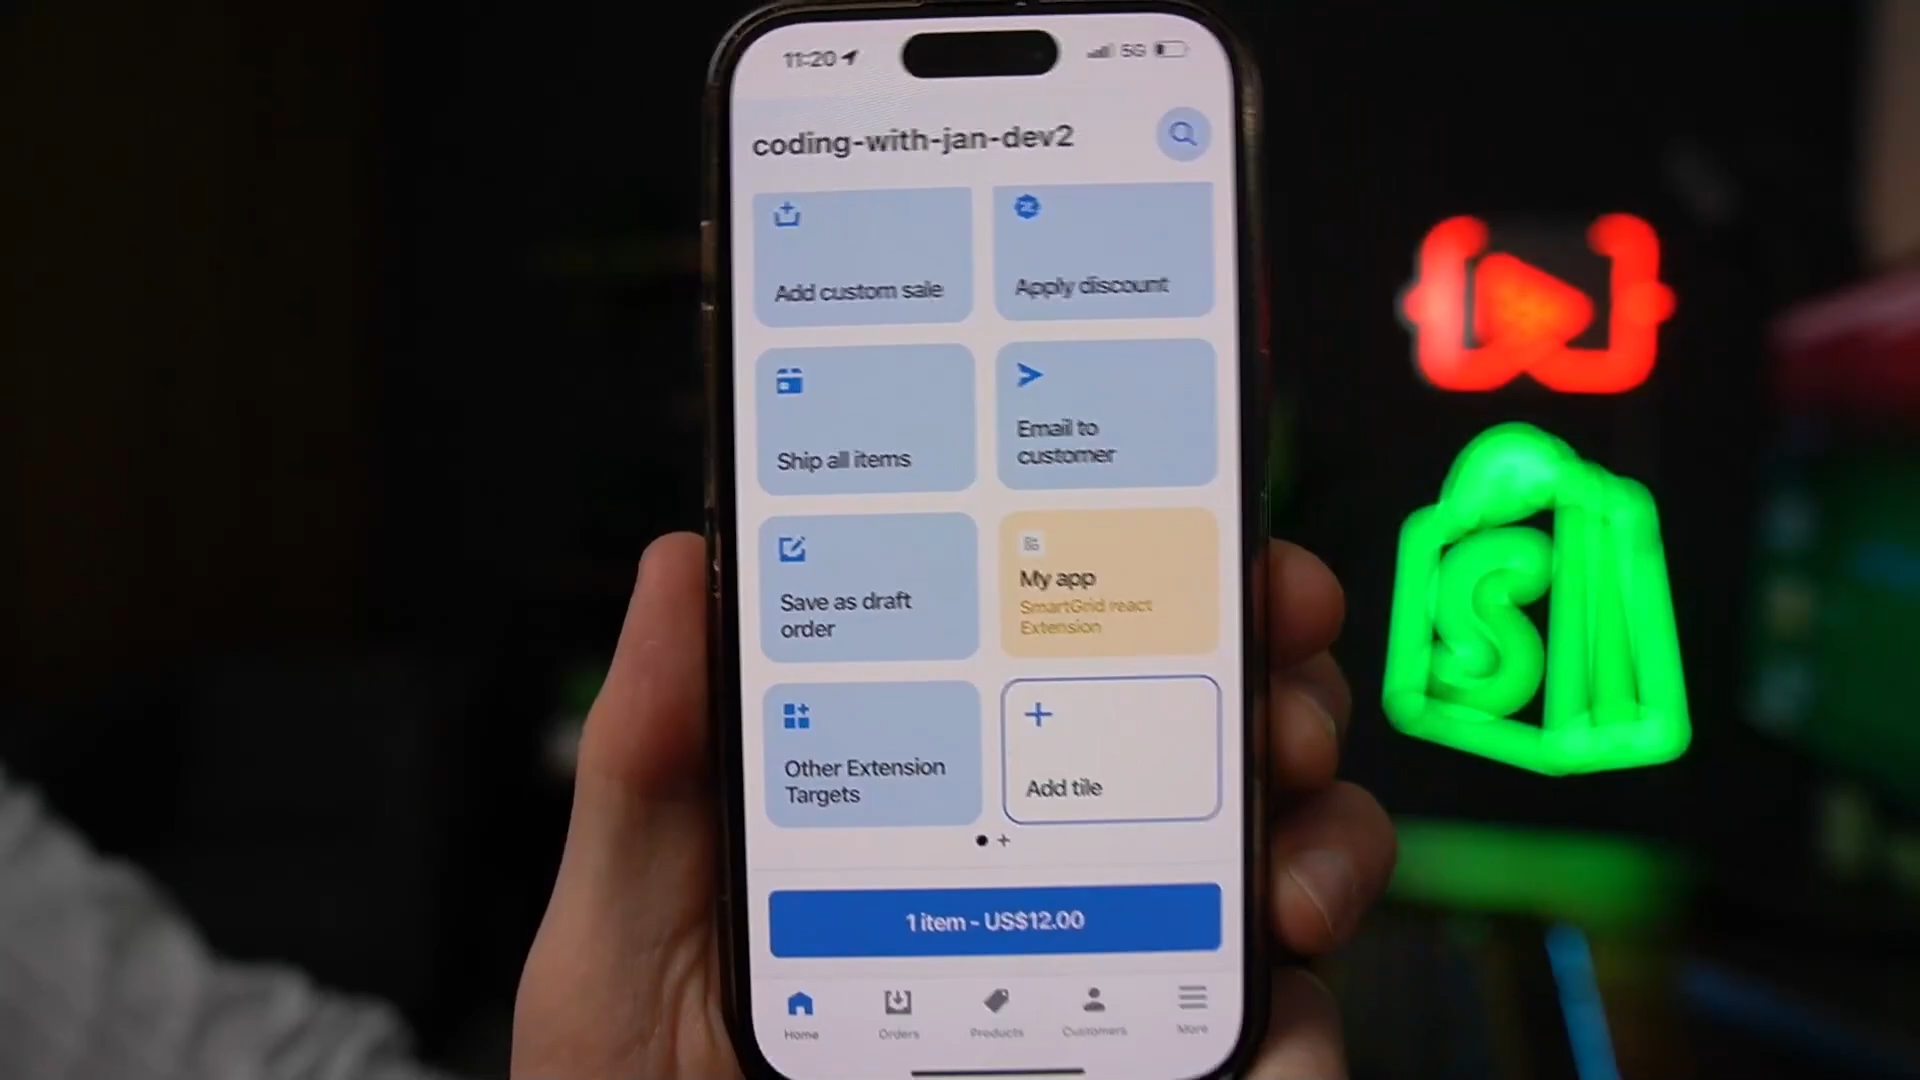 11:20
5G
coding-with-jan-dev2
Add custom sale
Apply discount
Ship all items
Email to
customer
Save as draft
order
My app
SmartGrid react
Extension
Other Extension
Targets
Add tile
1 item - US$12.00
Home
Orders
Products
Customers
More
S